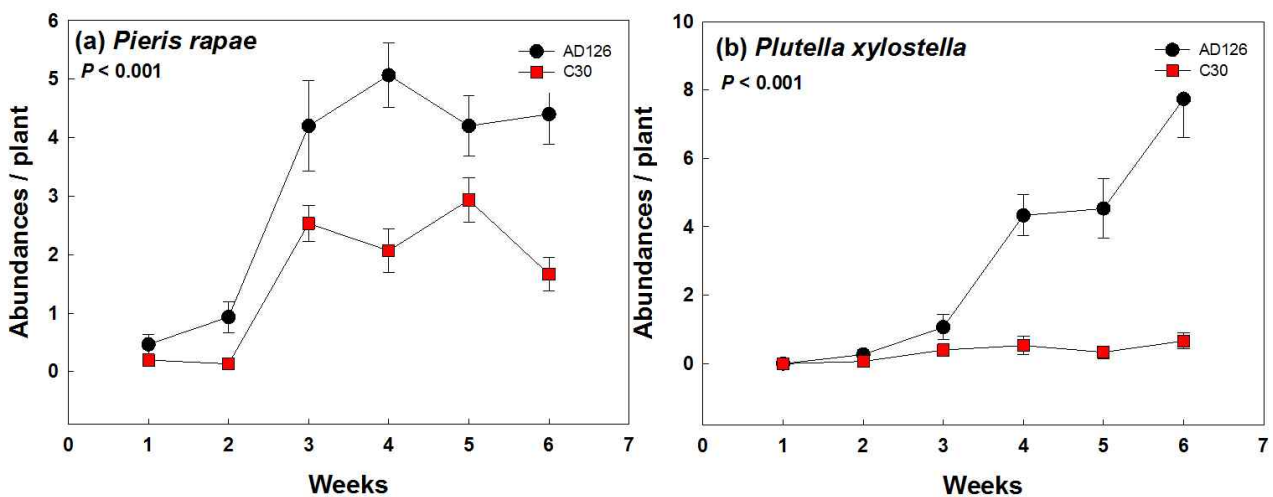 (a) Pieris rapae
P < 0.001
AD126
C30
6
5
4
3
2
1
0
Abundances / plant
0 1 2 3 4 5 6 7
Weeks
(b) Plutella xylostella
P < 0.001
AD126
C30
10
8
6
4
2
0
Abundances / plant
0 1 2 3 4 5 6 7
Weeks